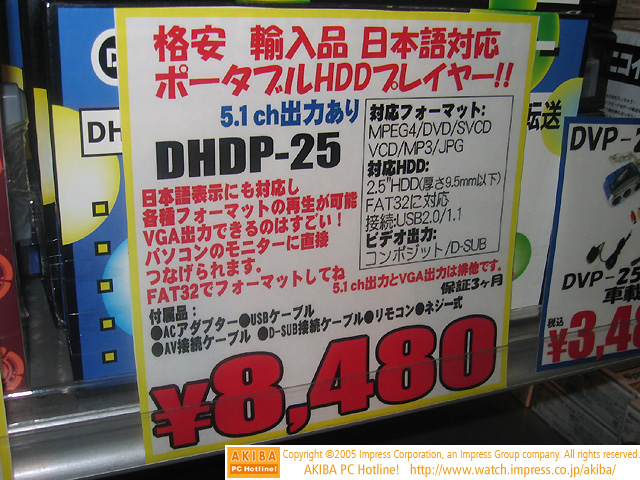 格安 輸入品 日本語対応
ポータブルHDDプレイヤー!!
5.1ch出力あり
DHDP-25
対応フォーマット:
MPEG4/DVD/SVCD
VCD/MP3/JPG
対応HDD:
2.5"HDD(厚さ9.5mm以下)
FAT32に対応
接続:USB2.0/1.1
ビデオ出力:
コンポジット/D-SUB
日本語表示にも対応し
各種フォーマットの再生が可能
VGA出力できるのはすごい!
パソコンのモニターに直接
つなげられます。
FAT32でフォーマットしてね
5.1ch出力とVGA出力は排他です。
保証3ヶ月
付属品:
●ACアダプター●USBケーブル
●AV接続ケーブル ●D-SUB接続ケーブル●リモコン●ネジ一式
¥8,480
DH
転送
DVP-2
DVP-25
車載
税込
¥3,48
AKIBA
PC Hotline!
Copyright ©2005 Impress Corporation, an Impress Group company. All rights reserved.
AKIBA PC Hotline! http://www.watch.impress.co.jp/akiba/